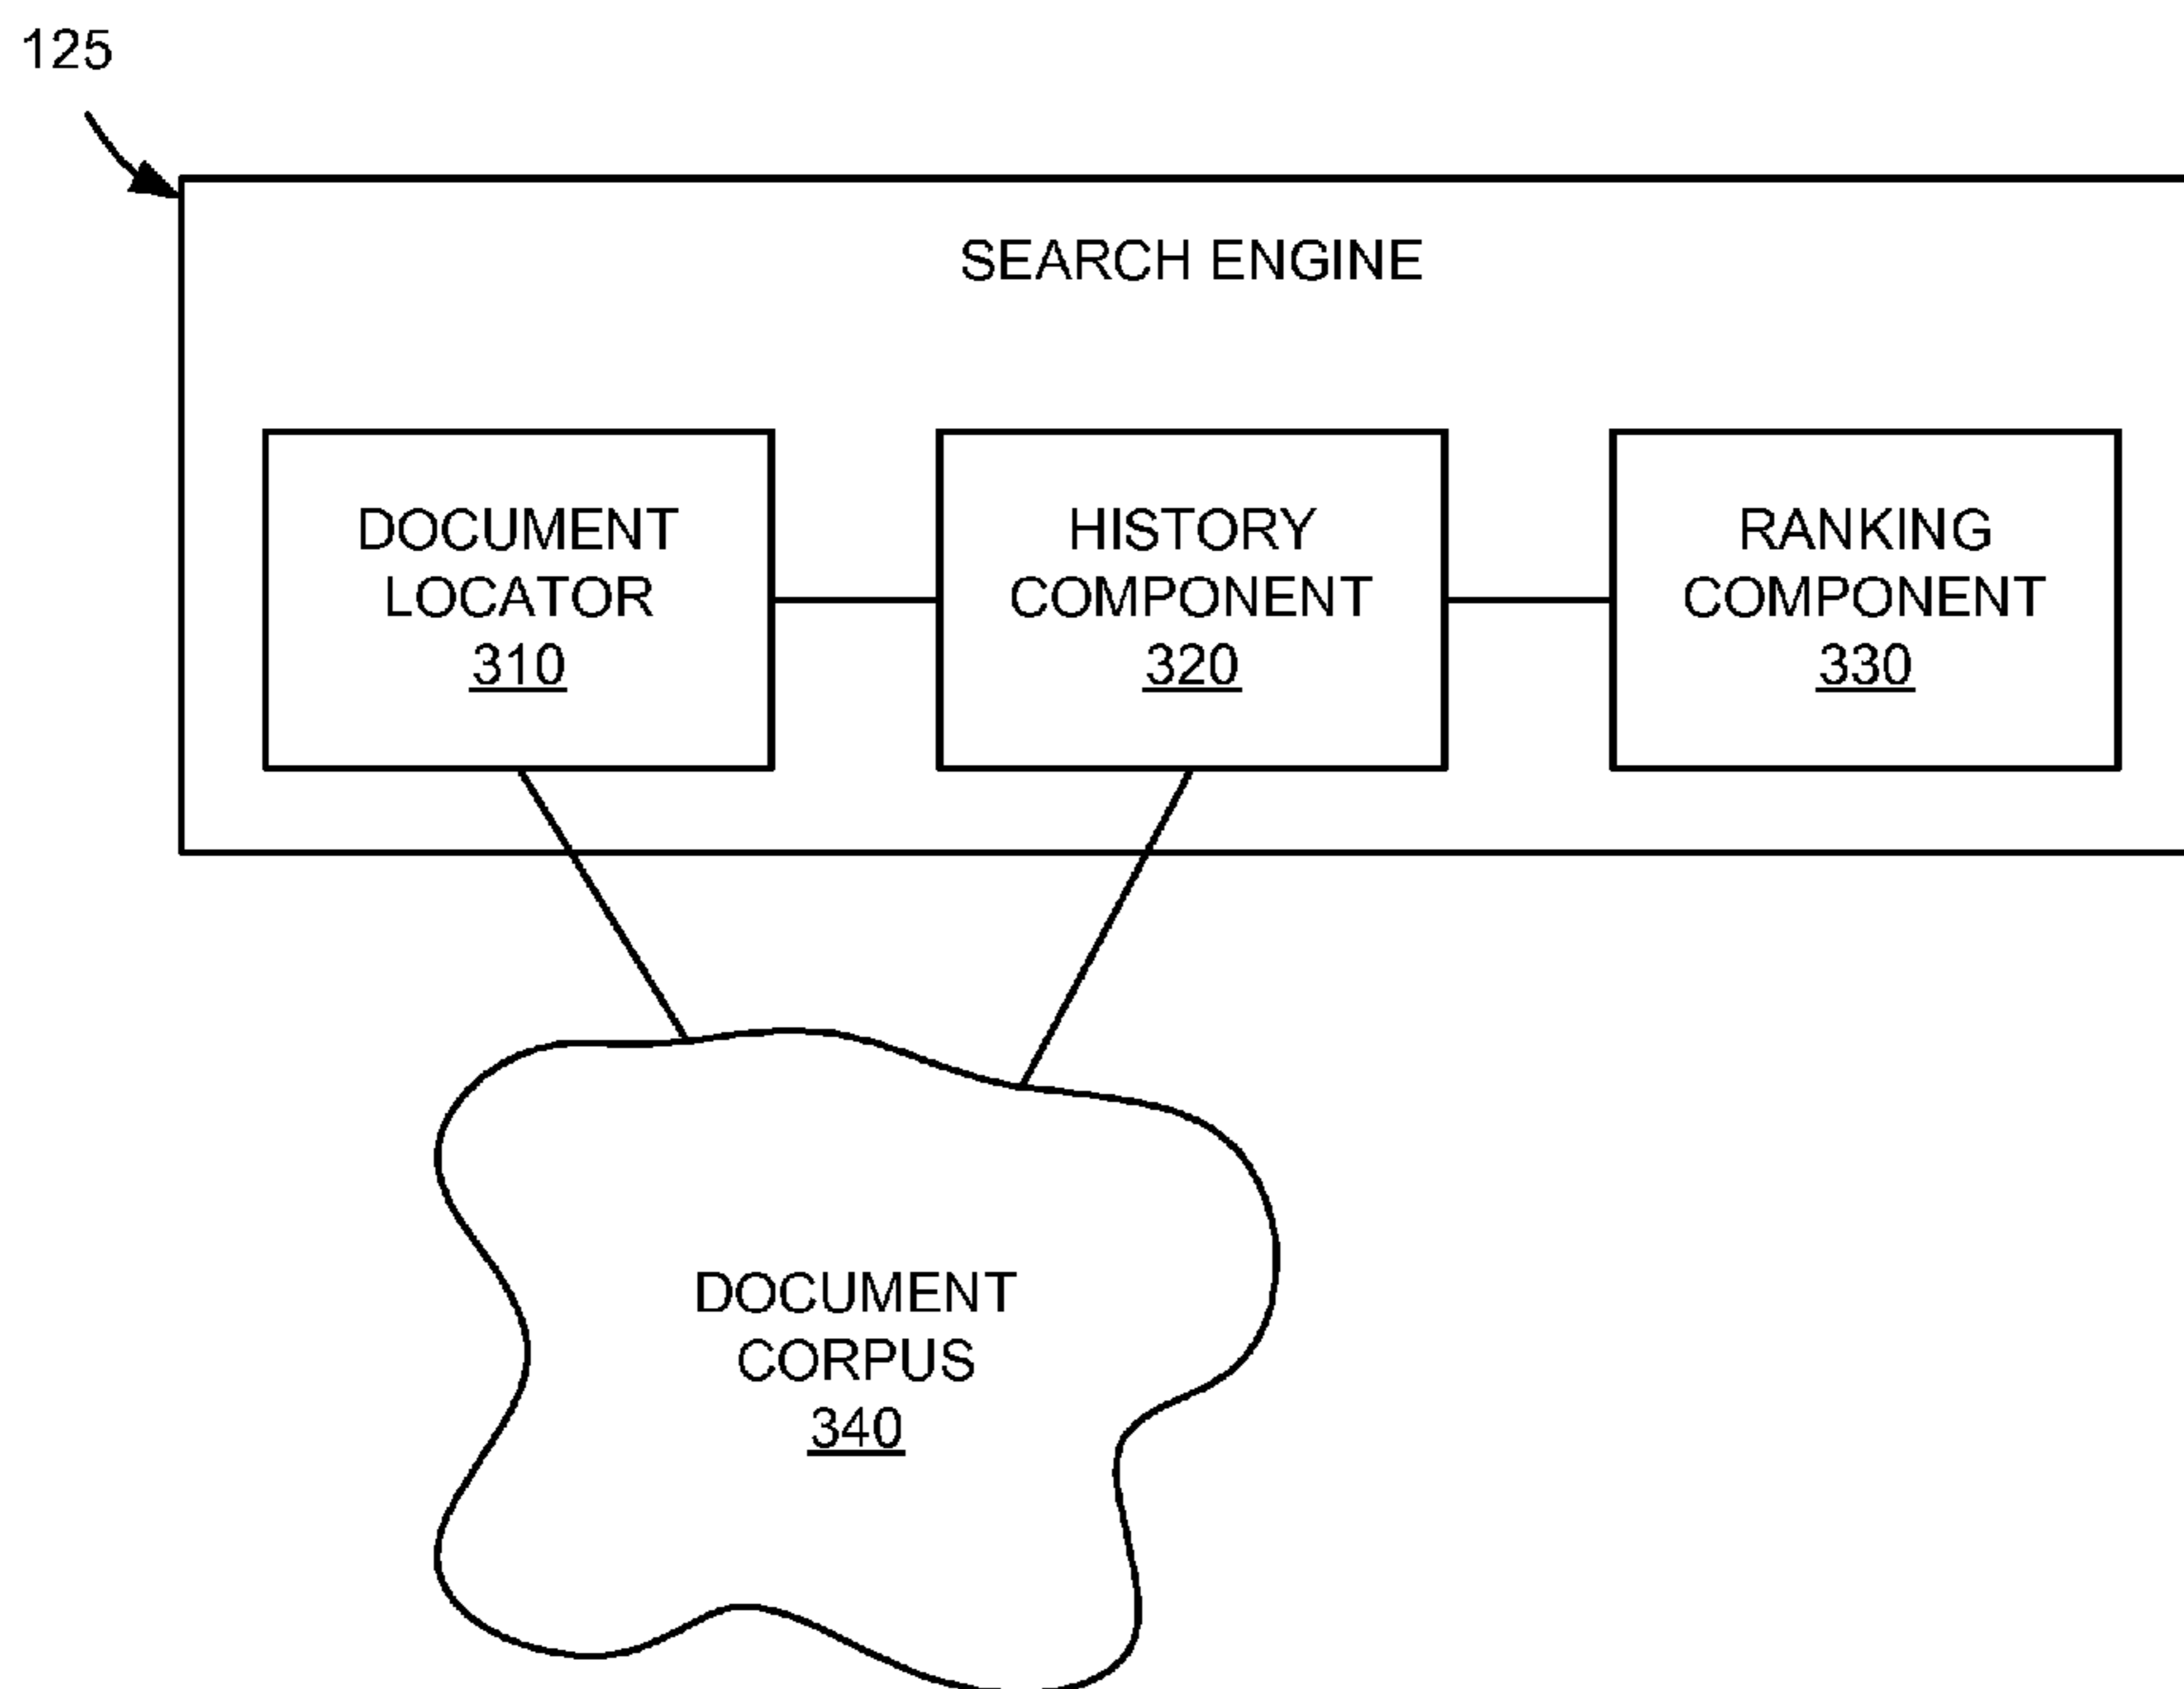 125
SEARCH ENGINE
DOCUMENT
LOCATOR
310
HISTORY
COMPONENT
320
RANKING
COMPONENT
330
DOCUMENT
CORPUS
340